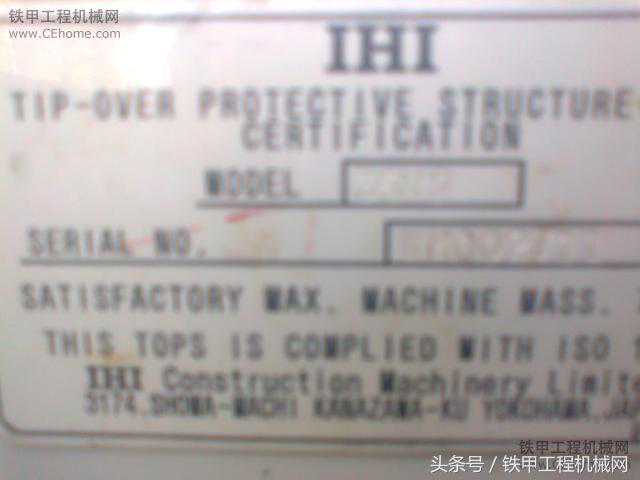 铁甲工程机械网
www.CEhome.com
IHI
TIP-OVER PROTECTIVE STRUCTURE
CERTIFICATION
MODEL
SERIAL NO.
SATISFACTORY MAX. MACHINE MASS.
THIS TOPS IS COMPLIED WITH ISO
IHI Construction Machinery Limite
3174, SHOWA-MACHI KANAZAWA-KU YOKOHAMA, JA
铁甲工程机械网
头条号／铁甲工程机械网